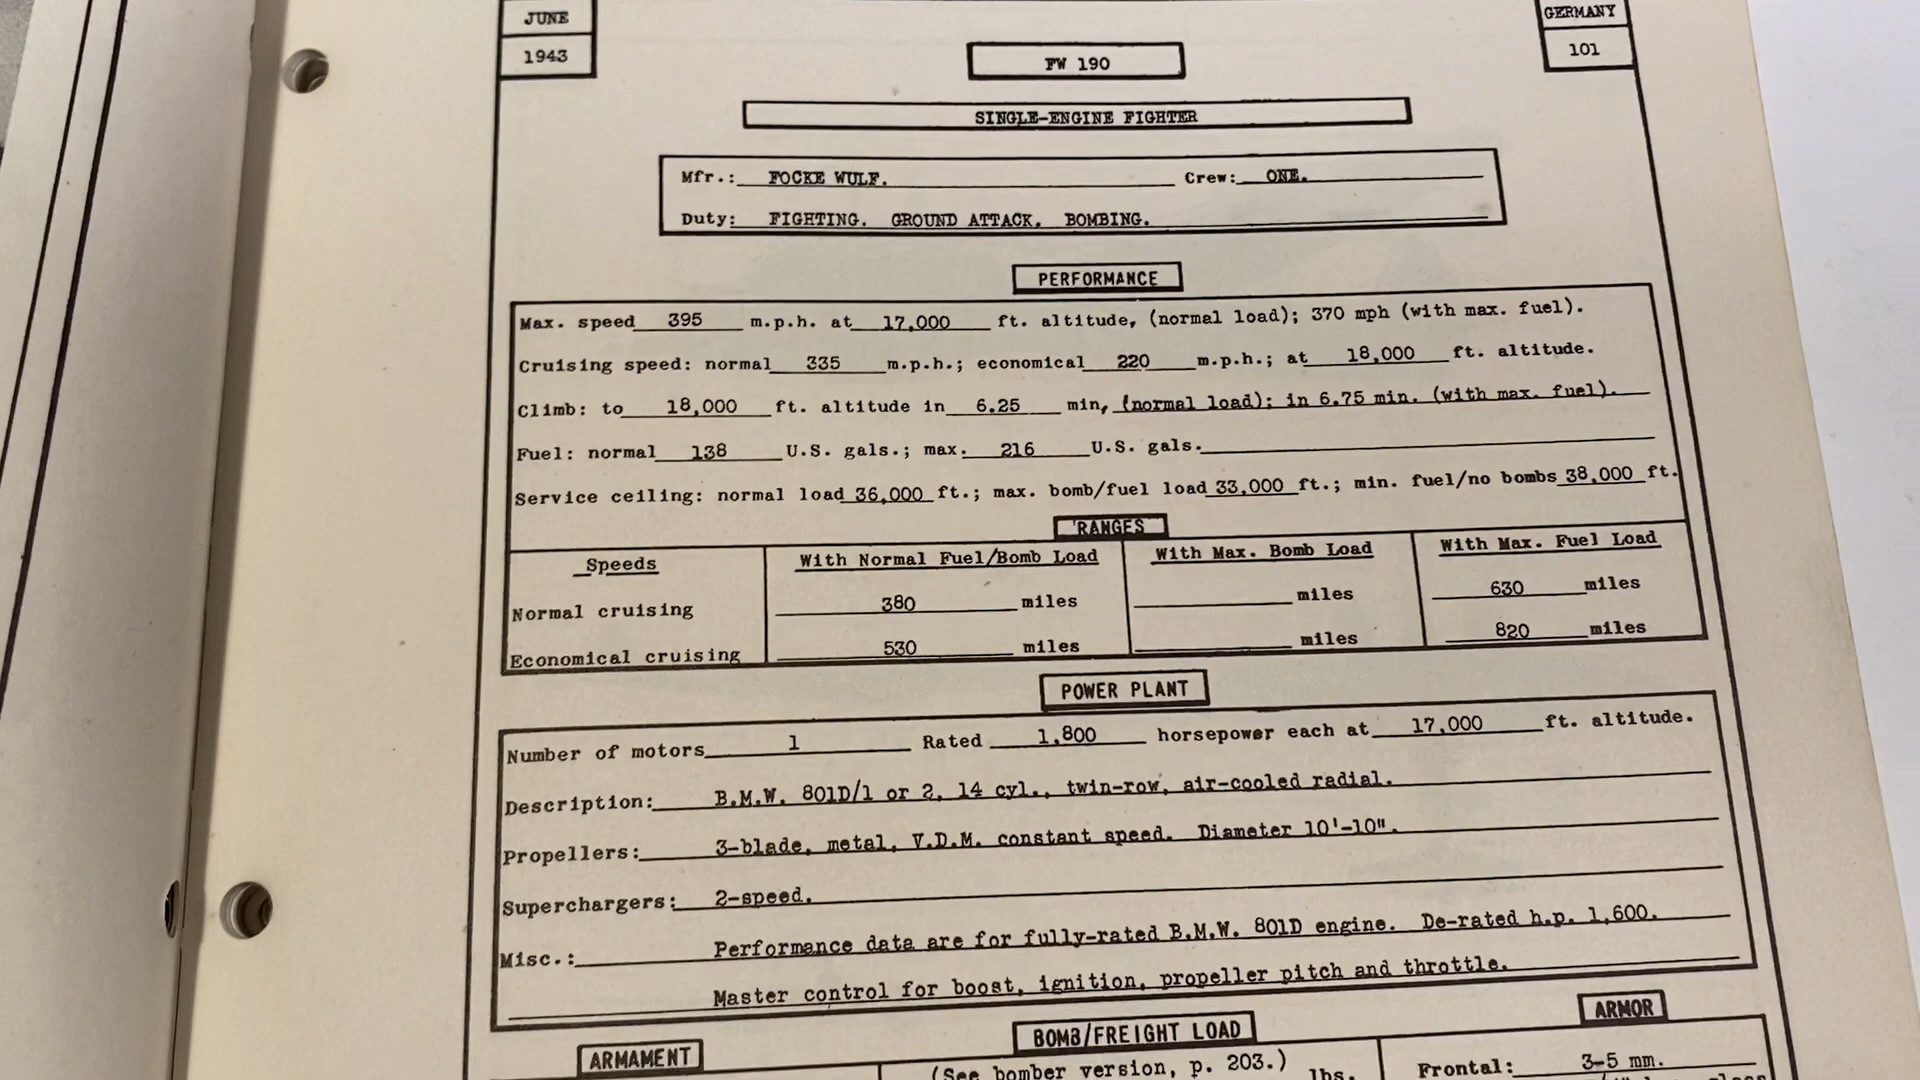 JUNE
1943
GERMANY
101
FW 190
SINGLE-ENGINE FIGHTER
Mfr.: FOCKE WULF. Crew: ONE.
Duty: FIGHTING. GROUND ATTACK. BOMBING.
PERFORMANCE
Max. speed 395 m.p.h. at 17,000 ft. altitude, (normal load); 370 mph (with max. fuel).
Cruising speed: normal 335 m.p.h.; economical 220 m.p.h.; at 18,000 ft. altitude.
Climb: to 18,000 ft. altitude in 6.25 min, (normal load); in 6.75 min. (with max. fuel).
Fuel: normal 138 U.S. gals.; max. 216 U.S. gals.
Service ceiling: normal load 36,000 ft.; max. bomb/fuel load 33,000 ft.; min. fuel/no bombs 38,000 ft.
RANGES
Speeds With Normal Fuel/Bomb Load With Max. Bomb Load With Max. Fuel Load
Normal cruising 380 miles miles 630 miles
Economical cruising 530 miles miles 820 miles
POWER PLANT
Number of motors 1 Rated 1,800 horsepower each at 17,000 ft. altitude.
Description: B.M.W. 801D/1 or 2, 14 cyl., twin-row, air-cooled radial.
Propellers: 3-blade, metal, V.D.M. constant speed. Diameter 10'-10".
Superchargers: 2-speed.
Misc.: Performance data are for fully-rated B.M.W. 801D engine. De-rated h.p. 1,600.
Master control for boost, ignition, propeller pitch and throttle.
ARMAMENT
BOMB/FREIGHT LOAD
(See bomber version, p. 203.)
lbs.
ARMOR
Frontal: 3-5 mm.